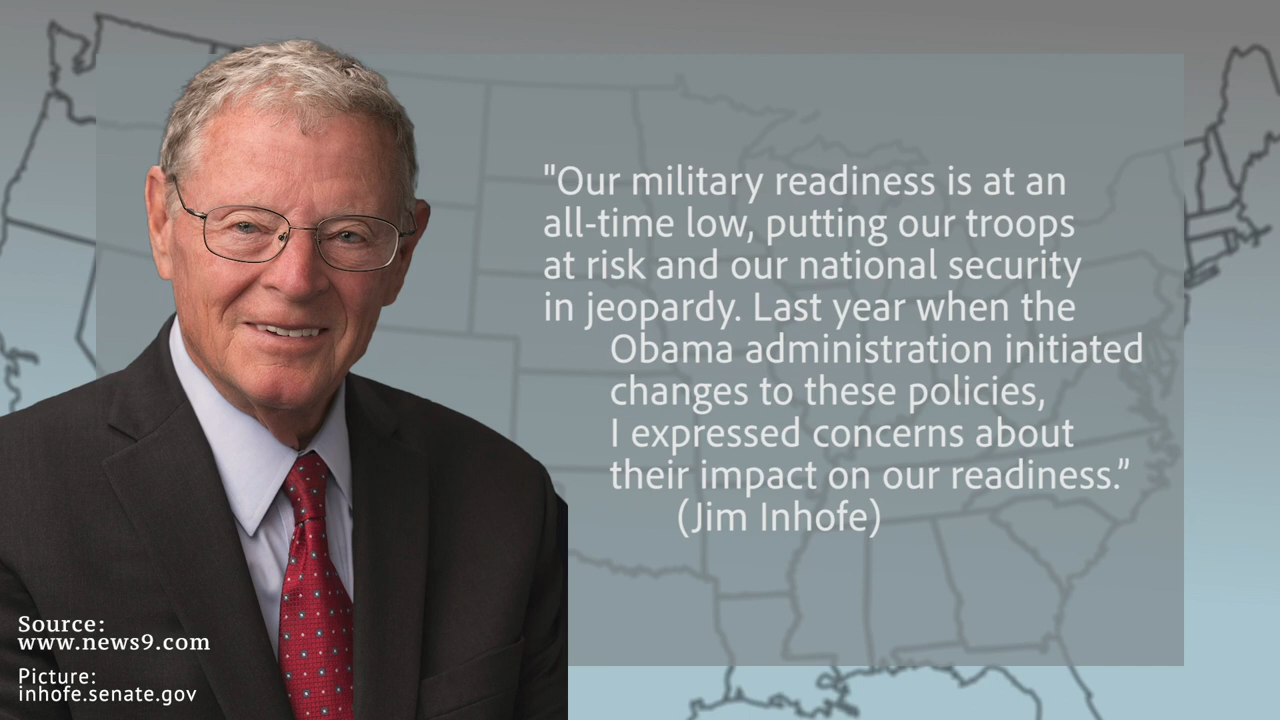 "Our military readiness is at an
all-time low, putting our troops
at risk and our national security
in jeopardy. Last year when the
Obama administration initiated
changes to these policies,
I expressed concerns about
their impact on our readiness.”
(Jim Inhofe)
Source:
www.news9.com
Picture:
inhofe.senate.gov